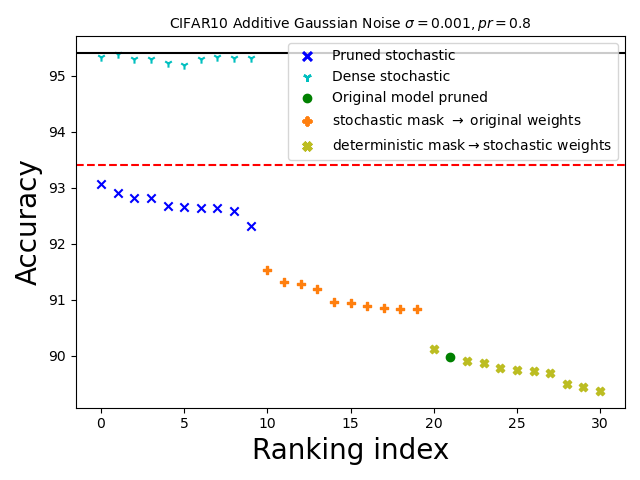 CIFAR10 Additive Gaussian Noise σ = 0.001, pr = 0.8
Pruned stochastic
Dense stochastic
Original model pruned
stochastic mask → original weights
deterministic mask→stochastic weights
95
94
93
92
91
90
Accuracy
0
5
10
15
20
25
30
Ranking index